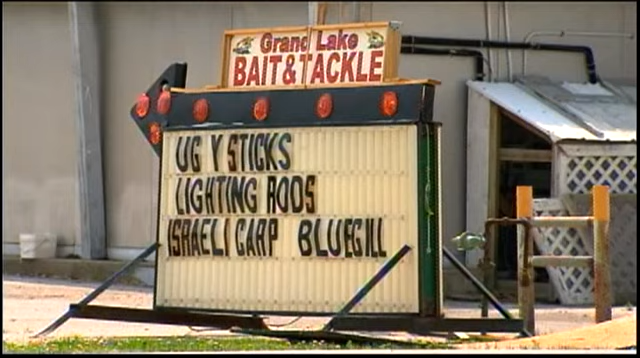 Grand Lake
BAIT & TACKLE
UG Y STICKS
LIGHTING RODS
ISRAELI CARP BLUEGILL